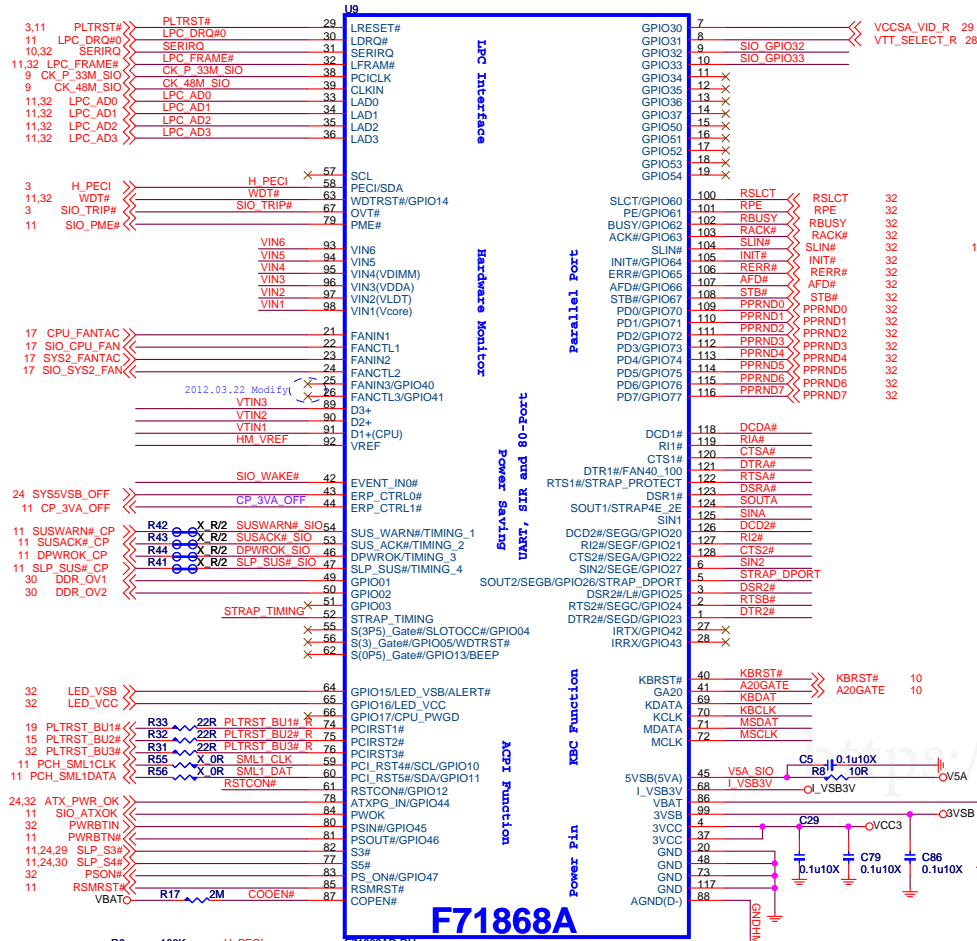 U9
3,11 PLTRST# PLTRST# 29 LRESET# GPIO30 7 VCCSA_VID_R 29
11 LPC_DRQ#0 LPC_DRQ#0 30 LDRQ# GPIO31 8 VTT_SELECT_R 28
10,32 SERIRQ SERIRQ 31 SERIRQ GPIO32 9 SIO_GPIO32
11,32 LPC_FRAME# LPC_FRAME# 32 LFRAM# GPIO33 10 SIO_GPIO33
9 CK_P_33M_SIO CK_P_33M_SIO 38 PCICLK GPIO34 11
9 CK_48M_SIO CK_48M_SIO 39 CLKIN GPIO35 12
11,32 LPC_AD0 LPC_AD0 33 LAD0 GPIO36 13
11,32 LPC_AD1 LPC_AD1 34 LAD1 GPIO37 14
11,32 LPC_AD2 LPC_AD2 35 LAD2 GPIO50 15
11,32 LPC_AD3 LPC_AD3 36 LAD3 GPIO51 16
GPIO52 17
GPIO53 18
GPIO54 19
LPC Interface
57 SCL
3 H_PECI H_PECI 58 PECI/SDA
11,32 WDT# WDT# 63 WDTRST#/GPIO14 SLCT/GPIO60 100 RSLCT RSLCT 32
3 SIO_TRIP# SIO_TRIP# 67 OVT# PE/GPIO61 101 RPE RPE 32
11 SIO_PME# 79 PME# BUSY/GPIO62 102 RBUSY RBUSY 32
ACK#/GPIO63 103 RACK# RACK# 32
VIN6 93 VIN6 SLIN# 104 SLIN# SLIN# 32 1
VIN5 94 VIN5 INIT#/GPIO64 105 INIT# INIT# 32
VIN4 95 VIN4(VDIMM) ERR#/GPIO65 106 RERR# RERR# 32
VIN3 96 VIN3(VDDA) AFD#/GPIO66 107 AFD# AFD# 32
VIN2 97 VIN2(VLDT) STB#/GPIO67 108 STB# STB# 32
VIN1 98 VIN1(Vcore) PD0/GPIO70 109 PPRND0 PPRND0 32
PD1/GPIO71 110 PPRND1 PPRND1 32
17 CPU_FANTAC 21 FANIN1 PD2/GPIO72 111 PPRND2 PPRND2 32
17 SIO_CPU_FAN 22 FANCTL1 PD3/GPIO73 112 PPRND3 PPRND3 32
17 SYS2_FANTAC 23 FANIN2 PD4/GPIO74 113 PPRND4 PPRND4 32
17 SIO_SYS2_FAN 24 FANCTL2 PD5/GPIO75 114 PPRND5 PPRND5 32
25 FANIN3/GPIO40 PD6/GPIO76 115 PPRND6 PPRND6 32
2012.03.22 Modify 26 FANCTL3/GPIO41 PD7/GPIO77 116 PPRND7 PPRND7 32
Hardware Monitor
Parallel Port
VTIN3 89 D3+
VTIN2 90 D2+
VTIN1 91 D1+(CPU) DCD1# 118 DCDA#
HM_VREF 92 VREF RI1# 119 RIA#
CTS1# 120 CTSA#
DTR1#/FAN40_100 121 DTRA#
SIO_WAKE# 42 EVENT_IN0# RTS1#/STRAP_PROTECT 122 RTSA#
24 SYS5VSB_OFF 43 ERP_CTRL0# DSR1# 123 DSRA#
11 CP_3VA_OFF CP_3VA_OFF 44 ERP_CTRL1# SOUT1/STRAP4E_2E 124 SOUTA
SIN1 125 SINA
11 SUSWARN#_CP R42 X_R/2 SUSWARN#_SIO 54 SUS_WARN#/TIMING_1 DCD2#/SEGG/GPIO20 126 DCD2#
11 SUSACK#_CP R43 X_R/2 SUSACK#_SIO 53 SUS_ACK#/TIMING_2 RI2#/SEGF/GPIO21 127 RI2#
11 DPWROK_CP R44 X_R/2 DPWROK_SIO 46 DPWROK/TIMING_3 CTS2#/SEGA/GPIO22 128 CTS2#
11 SLP_SUS#_CP R41 X_R/2 SLP_SUS#_SIO 47 SLP_SUS#/TIMING_4 SIN2/SEGE/GPIO27 6 SIN2
30 DDR_OV1 49 GPIO01 SOUT2/SEGB/GPIO26/STRAP_DPORT 5 STRAP_DPORT
30 DDR_OV2 50 GPIO02 DSR2#/L#/GPIO25 3 DSR2#
51 GPIO03 RTS2#/SEGC/GPIO24 2 RTSB#
STRAP_TIMING 52 STRAP_TIMING DTR2#/SEGD/GPIO23 1 DTR2#
55 S(3P5)_Gate#/SLOTOCC#/GPIO04 IRTX/GPIO42 27
56 S(3)_Gate#/GPIO05/WDTRST# IRRX/GPIO43 28
62 S(0P5)_Gate#/GPIO13/BEEP
Power Saving
UART, SIR and 80-Port
KBRST# 40 KBRST# KBRST# 10
32 LED_VSB 64 GPIO15/LED_VSB/ALERT# GA20 41 A20GATE A20GATE 10
32 LED_VCC 65 GPIO16/LED_VCC KDATA 69 KBDAT
66 GPIO17/CPU_PWGD KCLK 70 KBCLK
19 PLTRST_BU1# R33 22R PLTRST_BU1#_R 74 PCIRST1# MDATA 71 MSDAT
15 PLTRST_BU2# R32 22R PLTRST_BU2#_R 75 PCIRST2# MCLK 72 MSCLK
32 PLTRST_BU3# R31 22R PLTRST_BU3#_R 76 PCIRST3#
11 PCH_SML1CLK R55 X_0R SML1_CLK 59 PCI_RST4#/SCL/GPIO10 C5 0.1u10X
11 PCH_SML1DATA R56 X_0R SML1_DAT 60 PCI_RST5#/SDA/GPIO11 5VSB(5VA) 45 V5A_SIO R8 10R V5A
RSTCON# 61 RSTCON#/GPIO12 I_VSB3V 68 I_VSB3V I_VSB3V
24,32 ATX_PWR_OK 78 ATXPG_IN/GPIO44 VBAT 86
11 SIO_ATXOK 84 PWOK 3VSB 99 3VSB
32 PWRBTIN 80 PSIN#/GPIO45 3VCC 4 C29 VCC3
11 PWRBTN# 81 PSOUT#/GPIO46 3VCC 37
11,24,29 SLP_S3# 82 S3# GND 20
11,24,30 SLP_S4# 77 S5# GND 48 0.1u10X C79 0.1u10X C86 0.1u10X
32 PSON# 83 PS_ON#/GPIO47 GND 73
11 RSMRST# 85 RSMRST# GND 117
VBAT R17 2M COOEN# 87 COPEN# AGND(D-) 88
KBC Function
ACPI Function
Power Pin
F71868A
https:/